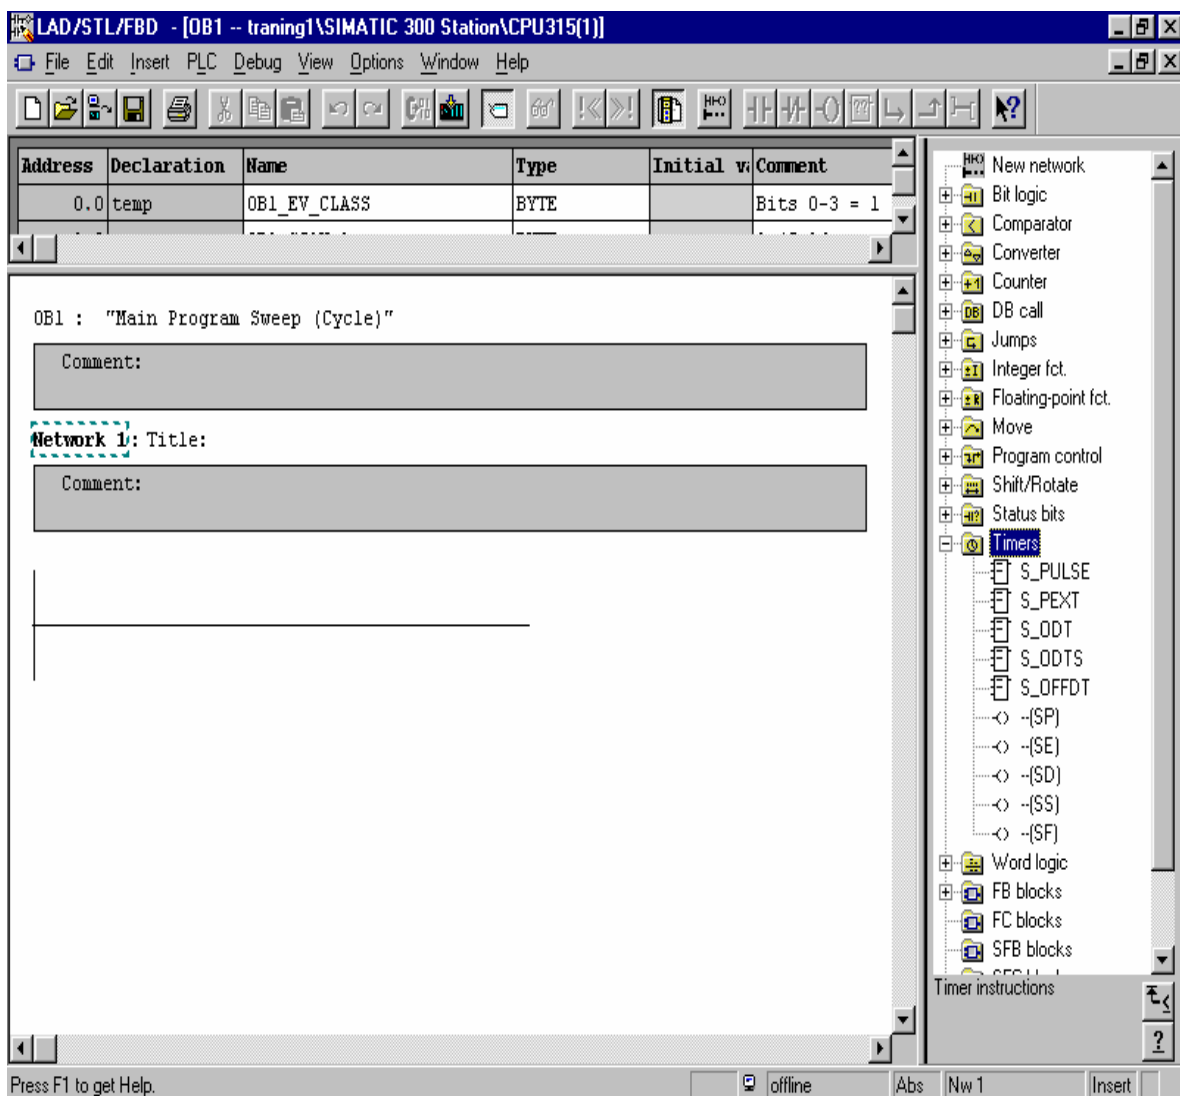 LAD/STL/FBD - [OB1 -- traning1\SIMATIC 300 Station\CPU315(1)]
File Edit Insert PLC Debug View Options Window Help
Address Declaration Name Type Initial va Comment
0.0 temp OB1_EV_CLASS BYTE Bits 0-3 = 1
OB1 : "Main Program Sweep (Cycle)"
Comment:
Network 1: Title:
Comment:
New network
Bit logic
Comparator
Converter
Counter
DB call
Jumps
Integer fct.
Floating-point fct.
Move
Program control
Shift/Rotate
Status bits
Timers
S_PULSE
S_PEXT
S_ODT
S_ODTS
S_OFFDT
--(SP)
--(SE)
--(SD)
--(SS)
--(SF)
Word logic
FB blocks
FC blocks
SFB blocks
Timer instructions
Press F1 to get Help.
offline Abs Nw 1 Insert